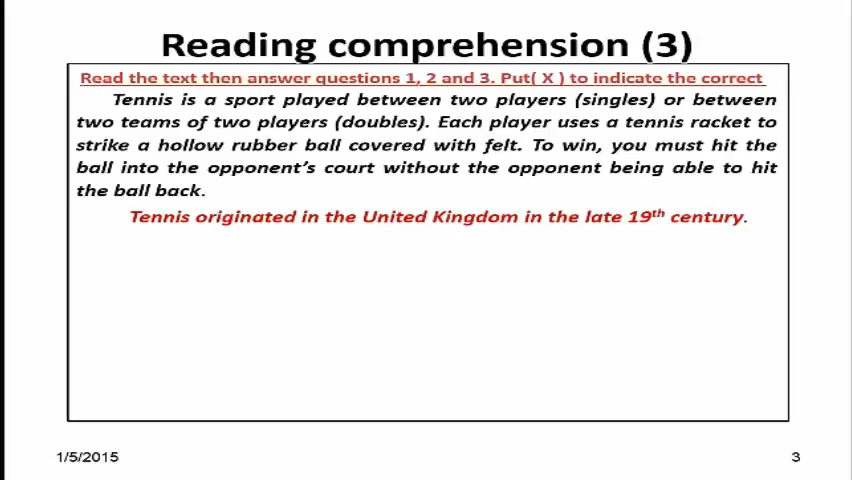 Reading comprehension (3)
Read the text then answer questions 1, 2 and 3. Put( X ) to indicate the correct
Tennis is a sport played between two players (singles) or between
two teams of two players (doubles). Each player uses a tennis racket to
strike a hollow rubber ball covered with felt. To win, you must hit the
ball into the opponent's court without the opponent being able to hit
the ball back.
Tennis originated in the United Kingdom in the late 19th century.
1/5/2015
3